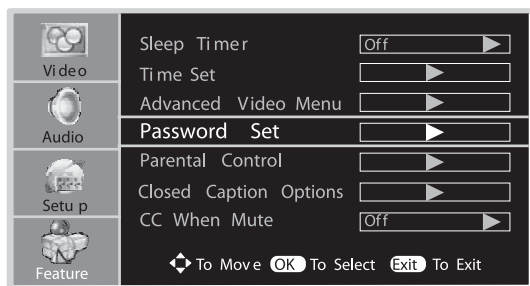 Video
Audio
Setup
Feature
Sleep Timer Off
Time Set
Advanced Video Menu
Password Set
Parental Control
Closed Caption Options
CC When Mute Off
To Move OK To Select Exit To Exit